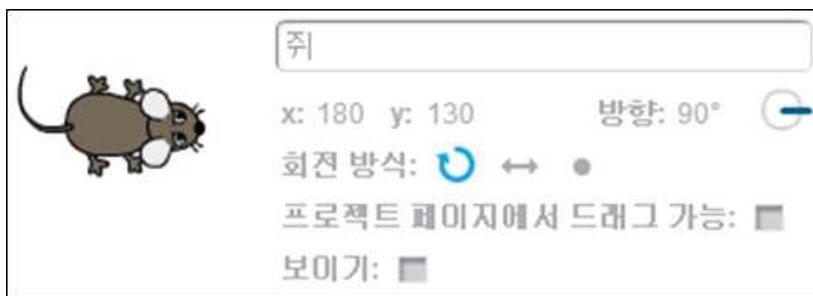 쥐
x: 180 y: 130 방향: 90°
회전 방식:
프로젝트 페이지에서 드래그 가능:
보이기: